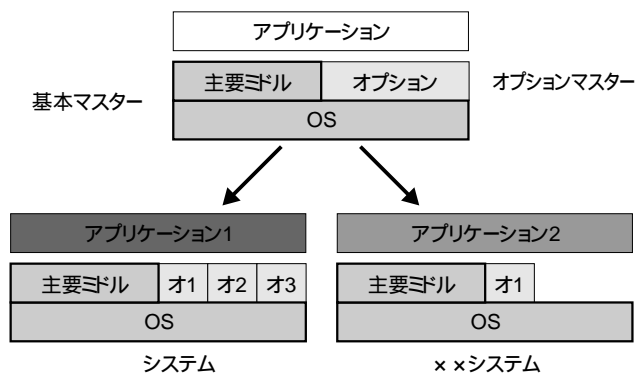 アプリケーション
主要ミドル オプション
オプションマスター
基本マスター
OS
アプリケーション1
アプリケーション2
主要ミドル オ1 オ2 オ3
主要ミドル オ1
OS
OS
システム
××システム